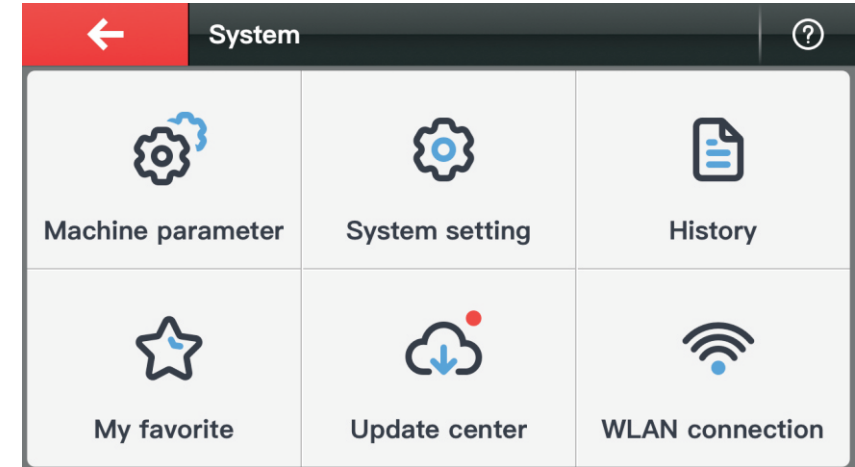 System
Machine parameter
System setting
History
My favorite
Update center
WLAN connection